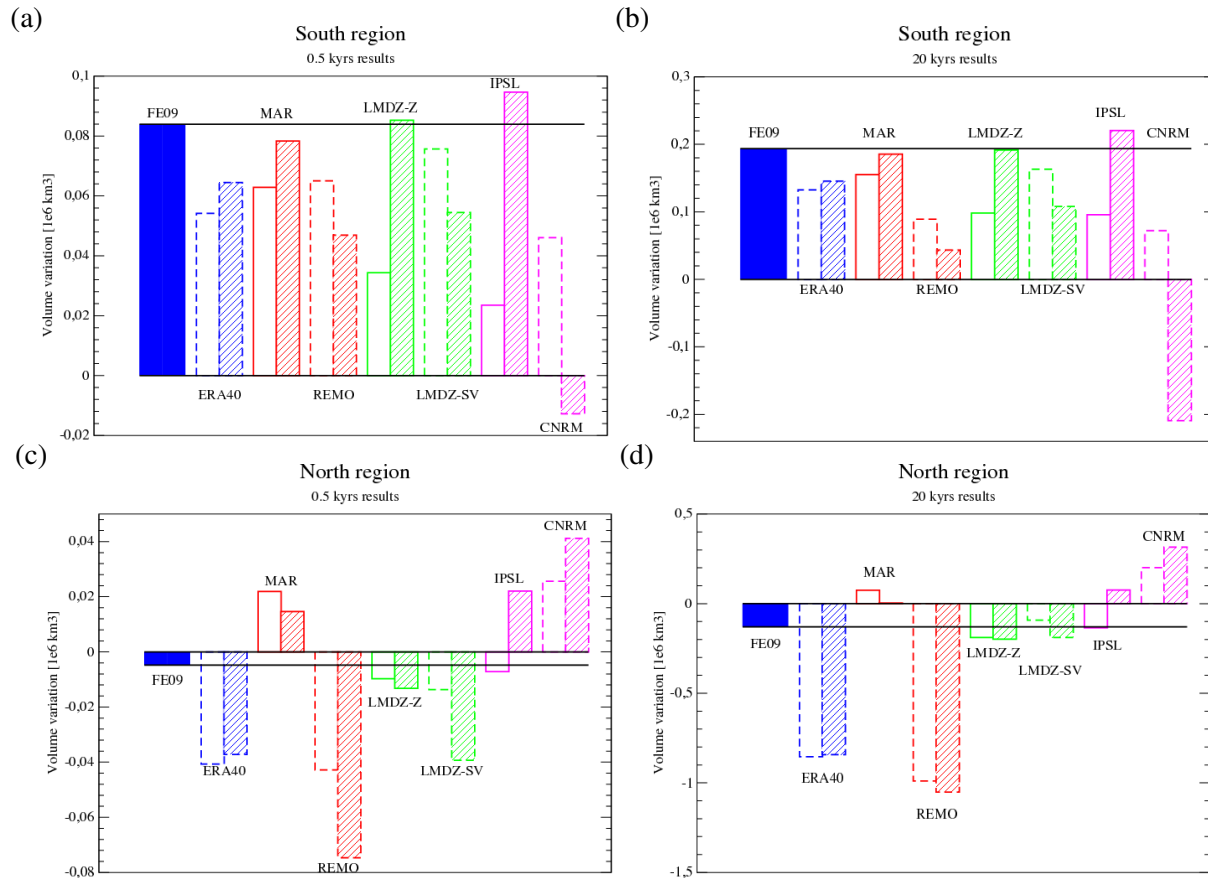 (a)
South region
0.5 kyrs results
Volume variation [1e6 km3]
0,1
0,08
0,06
0,04
0,02
0
-0,02
FE09
ERA40
MAR
REMO
LMDZ-Z
LMDZ-SV
IPSL
CNRM
(b)
South region
20 kyrs results
Volume variation [1e6 km3]
0,3
0,2
0,1
0
-0,1
-0,2
FE09
ERA40
MAR
REMO
LMDZ-Z
LMDZ-SV
IPSL
CNRM
(c)
North region
0.5 kyrs results
Volume variation [1e6 km3]
0,04
0,02
0
-0,02
-0,04
-0,06
-0,08
FE09
ERA40
MAR
REMO
LMDZ-Z
LMDZ-SV
IPSL
CNRM
(d)
North region
20 kyrs results
Volume variation [1e6 km3]
0,5
0
-0,5
-1
-1,5
FE09
ERA40
MAR
REMO
LMDZ-Z
LMDZ-SV
IPSL
CNRM